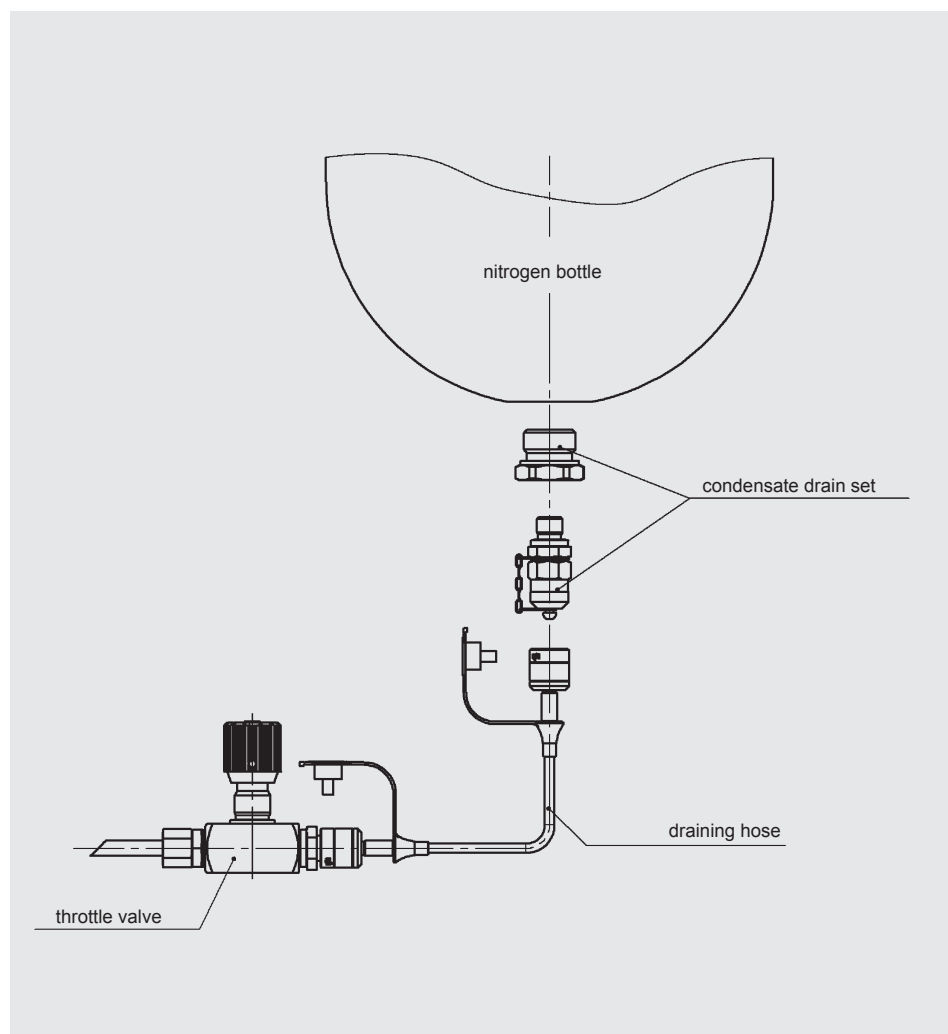 nitrogen bottle
condensate drain set
draining hose
throttle valve